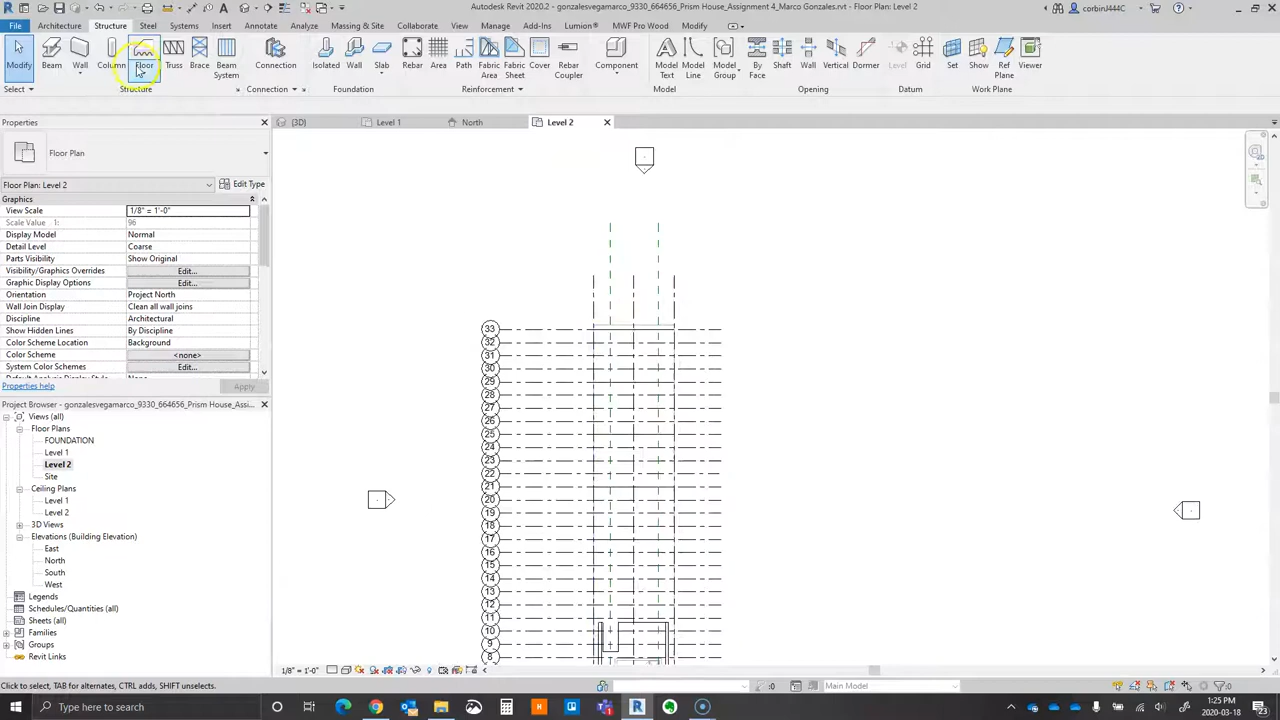 Autodesk Revit 2020.2 - gonzalesvegamarco_9330_664656_Prism House_Assignment 4_Marco Gonzales.rvt - Floor Plan: Level 2
corbinJ444C
File Architecture Structure Steel Systems Insert Annotate Analyze Massing & Site Collaborate View Manage Add-Ins Lumion® MWF Pro Wood Modify
Modify Beam Wall Column Floor Truss Brace Beam System Connection Isolated Wall Slab Rebar Area Path Fabric Area Fabric Sheet Cover Rebar Coupler Component Model Text Model Line Model Group By Face Shaft Wall Vertical Dormer Level Grid Set Show Ref Plane Viewer
Select Structure Connection Foundation Reinforcement Model Opening Datum Work Plane
Properties
{3D} Level 1 North Level 2
Floor Plan
Floor Plan: Level 2 Edit Type
Graphics
View Scale 1/8" = 1'-0"
Scale Value 1: 96
Display Model Normal
Detail Level Coarse
Parts Visibility Show Original
Visibility/Graphics Overrides Edit...
Graphic Display Options Edit...
Orientation Project North
Wall Join Display Clean all wall joins
Discipline Architectural
Show Hidden Lines By Discipline
Color Scheme Location Background
Color Scheme <none>
System Color Schemes Edit...
Default Analysis Display Style None
Properties help Apply
Project Browser - gonzalesvegamarco_9330_664656_Prism House_Assi...
Views (all)
Floor Plans
FOUNDATION
Level 1
Level 2
Site
Ceiling Plans
Level 1
Level 2
3D Views
Elevations (Building Elevation)
East
North
South
West
Legends
Schedules/Quantities (all)
Sheets (all)
Families
Groups
Revit Links
33
32
31
30
29
28
27
26
25
24
23
22
21
20
19
18
17
16
15
14
13
12
11
10
9
8
1/8" = 1'-0"
Click to select, TAB for alternates, CTRL adds, SHIFT unselects.
:0 Main Model :0
Type here to search
1:25 PM
2020-03-18